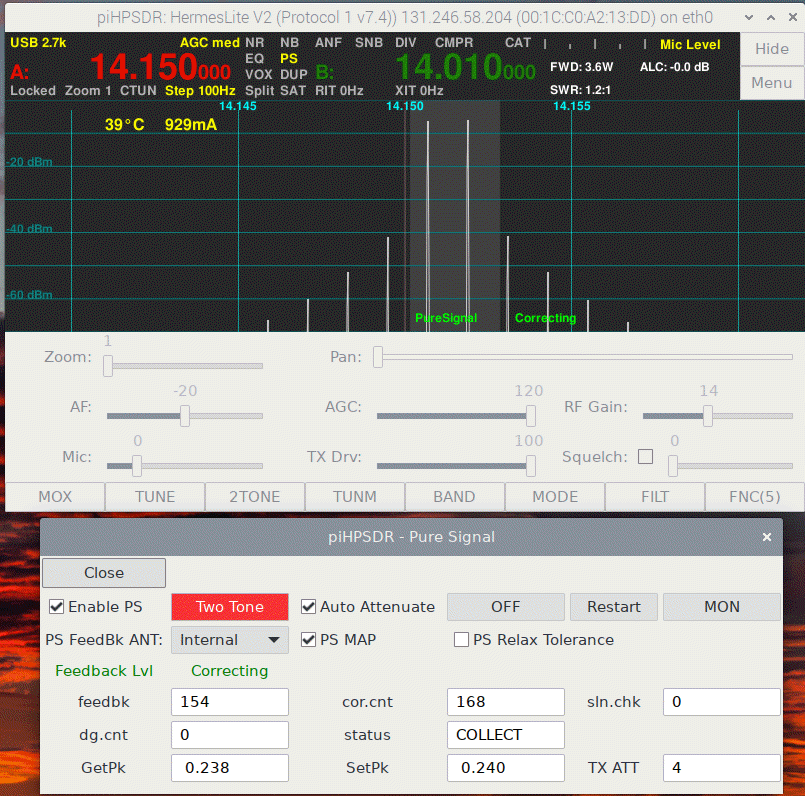 piHPSDR: HermesLite V2 (Protocol 1 v7.4)) 131.246.58.204 (00:1C:C0:A2:13:DD) on eth0
USB 2.7k AGC med NR NB ANF SNB DIV CMPR CAT Mic Level Hide
A: 14.150000 EQ PS B: 14.010000 FWD: 3.6W ALC: -0.0 dB
VOX DUP
Locked Zoom 1 CTUN Step 100Hz Split SAT RIT 0Hz XIT 0Hz SWR: 1.2:1 Menu
14.145 14.150 14.155
39°C 929mA
-20 dBm
-40 dBm
-60 dBm
PureSignal Correcting
Zoom: 1 Pan:
AF: -20 AGC: 120 RF Gain: 14
Mic: 0 TX Drv: 100 Squelch: 0
MOX TUNE 2TONE TUNM BAND MODE FILT FNC(5)
piHPSDR - Pure Signal
Close
Enable PS Two Tone Auto Attenuate OFF Restart MON
PS FeedBk ANT: Internal PS MAP PS Relax Tolerance
Feedback Lvl Correcting
feedbk 154 cor.cnt 168 sln.chk 0
dg.cnt 0 status COLLECT
GetPk 0.238 SetPk 0.240 TX ATT 4